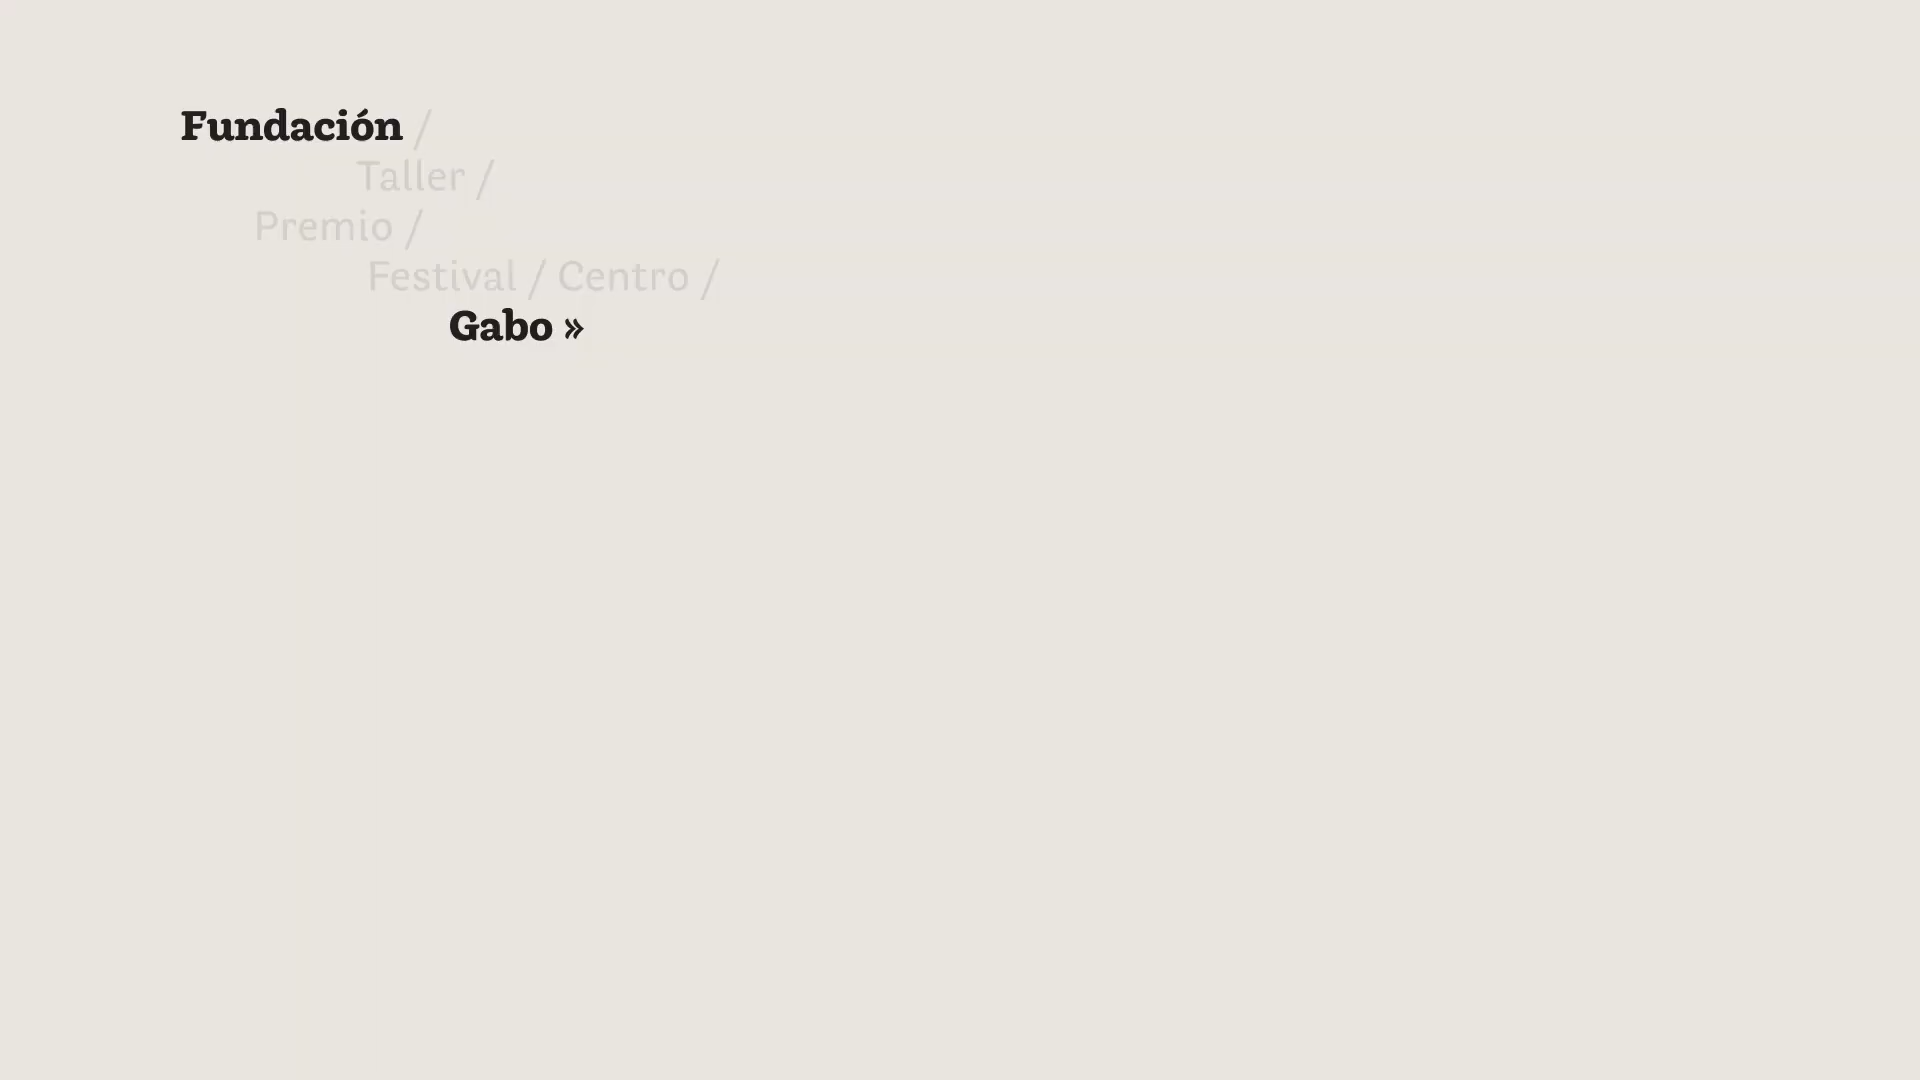 Fundación /
Taller /
Premio /
Festival / Centro /
Gabo »